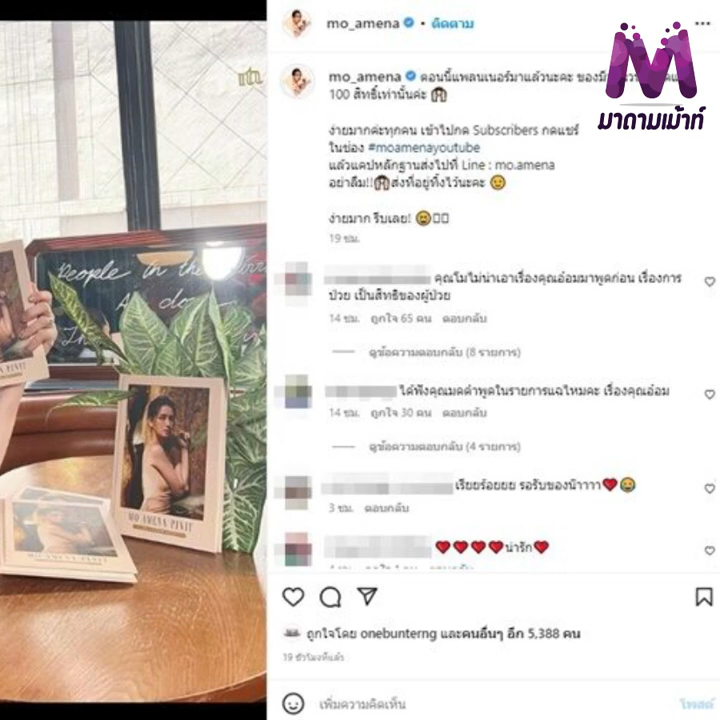 mo_amena • ติดตาม
mo_amena ตอนนี้แพลนเนอร์มาแล้วนะคะ
100 สิทธิ์เท่านั้นค่ะ
ง่ายมากค่ะทุกคน เข้าไปกด Subscribers กดแชร์
ในช่อง #moamenayoutube
แล้วแคปหลักฐานส่งไปที่ Line : mo.amena
อย่าลืม!! ส่งที่อยู่ทิ้งไว้นะคะ
ง่ายมาก รีบเลย!
19 ชม.
คุณโมไม่น่าเอาเรื่องคุณอ้อมมาพูดก่อน เรื่องการ
ป่วย เป็นสิทธิของผู้ป่วย
14 ชม. ถูกใจ 65 คน ตอบกลับ
ดูข้อความตอบกลับ (8 รายการ)
ได้ฟังคุณมดดำพูดในรายการแฉไหมคะ เรื่องคุณอ้อม
14 ชม. ถูกใจ 30 คน ตอบกลับ
ดูข้อความตอบกลับ (4 รายการ)
เรียยร้อยยย รอรับของน๊าาาา
3 ชม. ตอบกลับ
น่ารัก
ถูกใจโดย onebunterng และคนอื่นๆ อีก 5,388 คน
19 ชั่วโมงที่แล้ว
เพิ่มความคิดเห็น
โพสต์
M
มาดามเม้าท์
People in the
A do
MO AMENA PINIT
MO AMENA PINIT